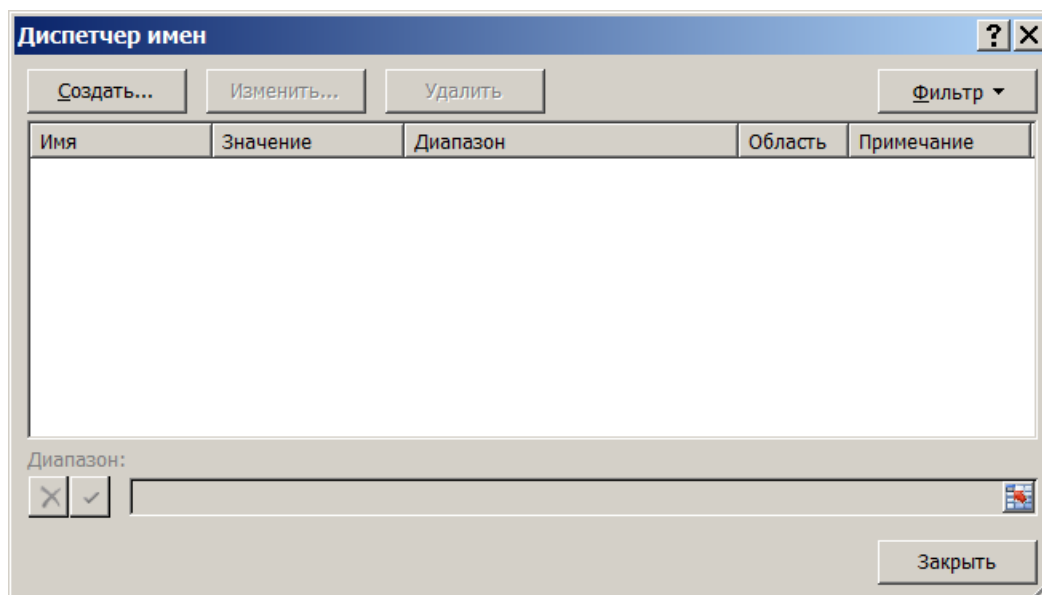 Диспетчер имен
Создать... Изменить... Удалить Фильтр
Имя Значение Диапазон Область Примечание
Диапазон:
Закрыть